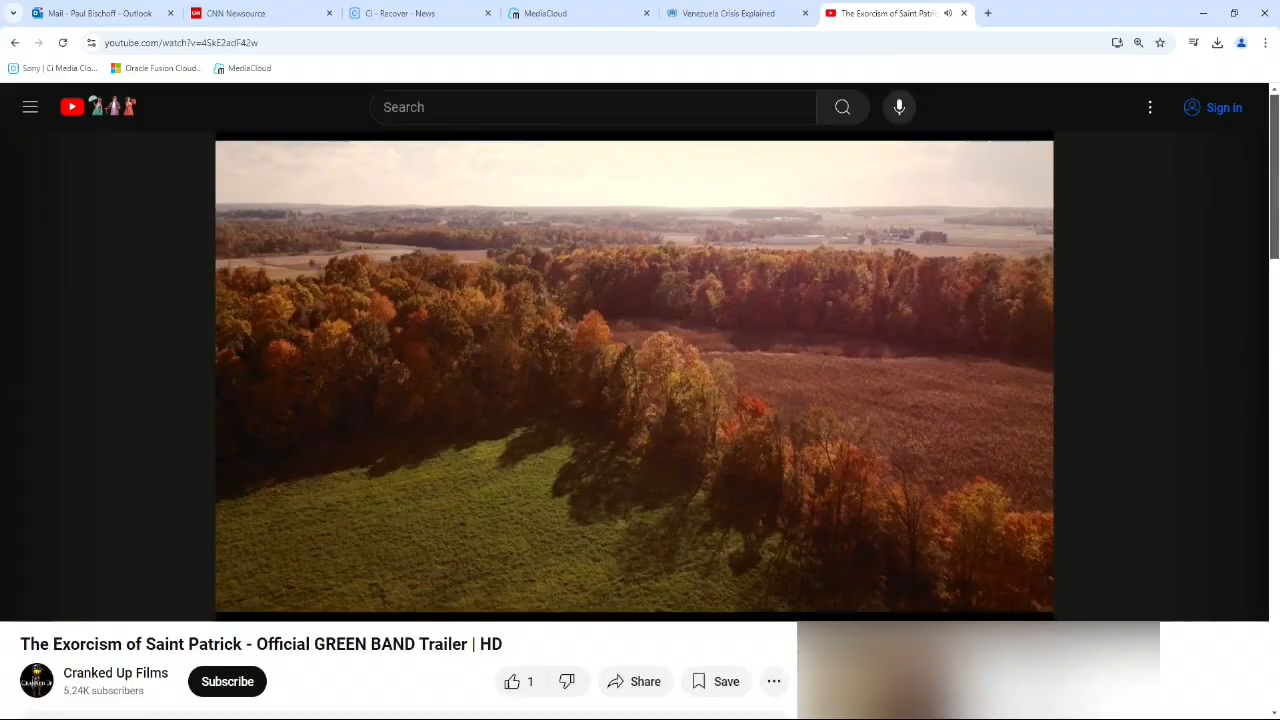 Mail - Paul Bischoff - Outlook
CNN Newsource
Ci - Recover - News
MediaCloud
Venezuela Crisis Explained
The Exorcism of Saint Patric
youtube.com/watch?v=4SkE2adF42w
Sony | Ci Media Clo...
Oracle Fusion Cloud...
MediaCloud
Search
Sign in
The Exorcism of Saint Patrick - Official GREEN BAND Trailer | HD
Cranked Up Films
5.24K subscribers
Subscribe
1
Share
Save